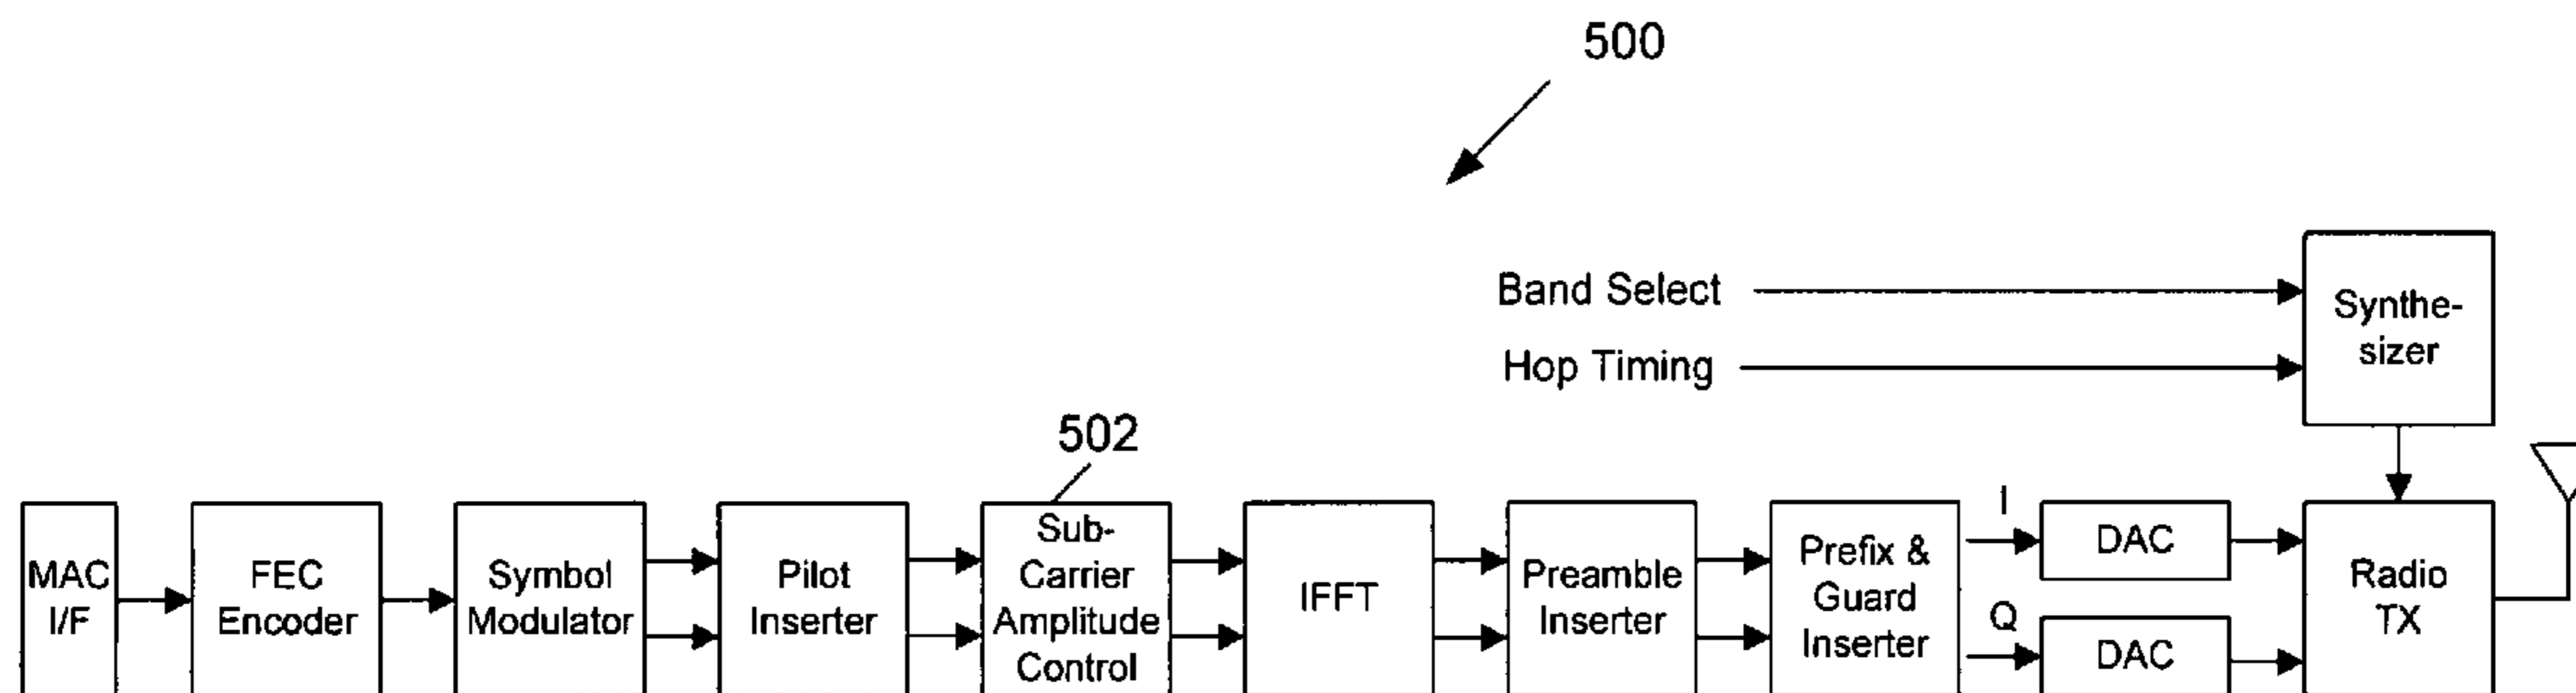 500
Band Select
Hop Timing
Synthe-
sizer
502
MAC
I/F
FEC
Encoder
Symbol
Modulator
Pilot
Inserter
Sub-
Carrier
Amplitude
Control
IFFT
Preamble
Inserter
Prefix &
Guard
Inserter
I
Q
DAC
DAC
Radio
TX